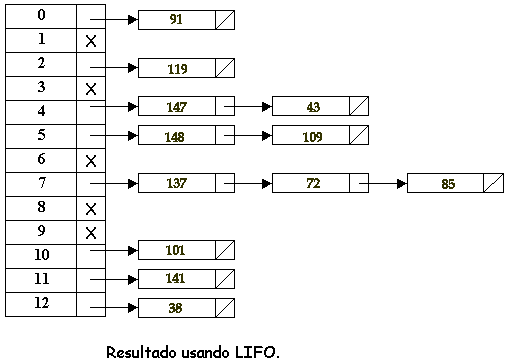 0 91
1 X
2 119
3 X
4 147 43
5 148 109
6 X
7 137 72 85
8 X
9 X
10 101
11 141
12 38
Resultado usando LIFO.